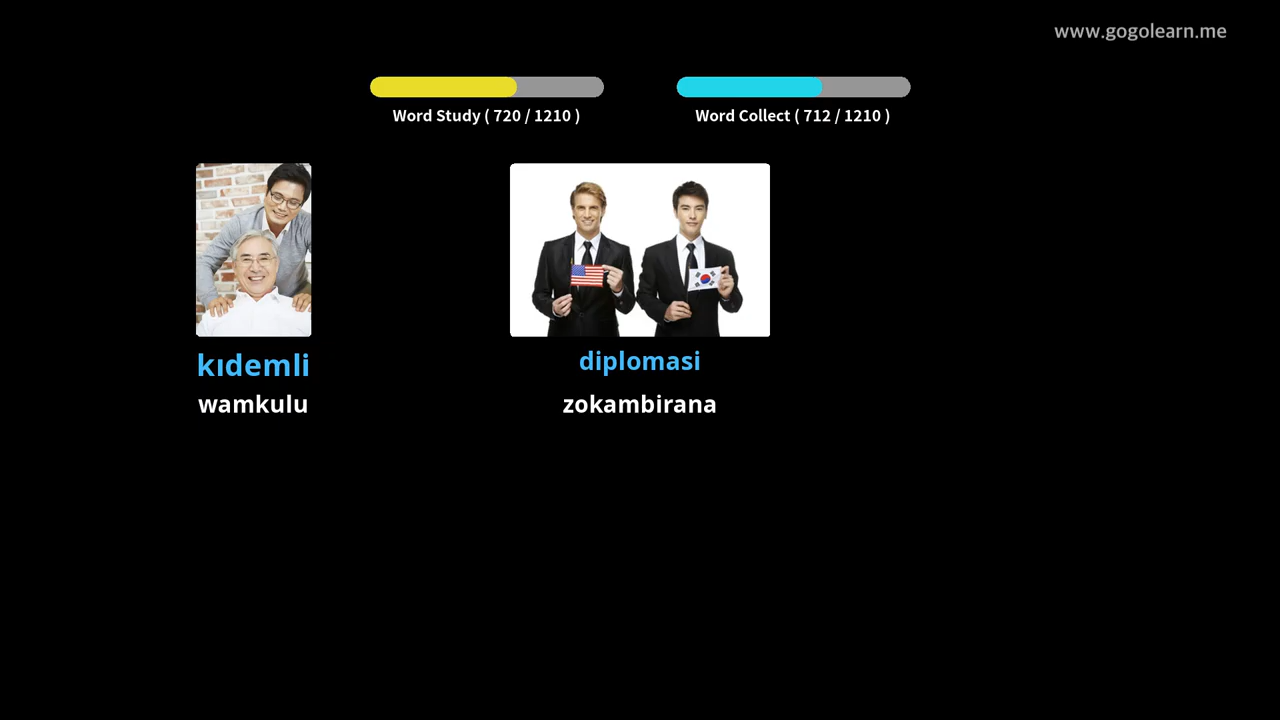 www.gogolearn.me
Word Study ( 720 / 1210 )
Word Collect ( 712 / 1210 )
kıdemli
wamkulu
diplomasi
zokambirana